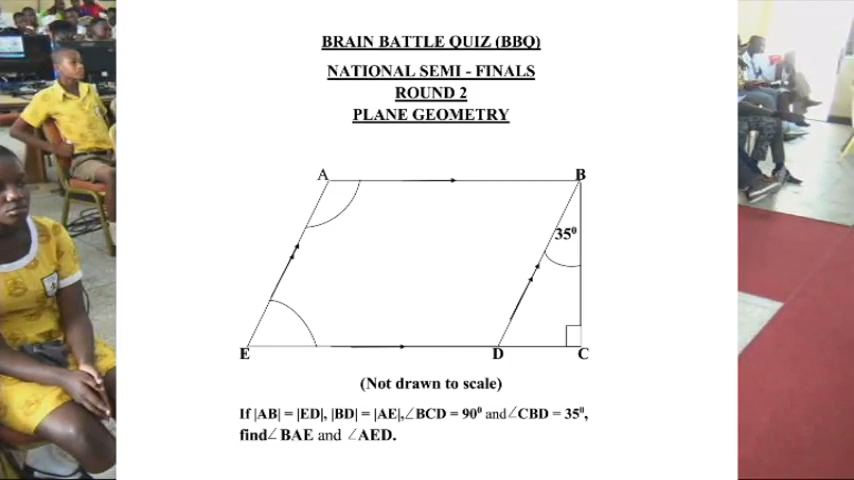 BRAIN BATTLE QUIZ (BBQ)
NATIONAL SEMI - FINALS
ROUND 2
PLANE GEOMETRY
A
B
35⁰
E
D
C
(Not drawn to scale)
If |AB| = |ED|, |BD| = |AE|,∠BCD = 90⁰ and∠CBD = 35⁰,
find∠BAE and ∠AED.